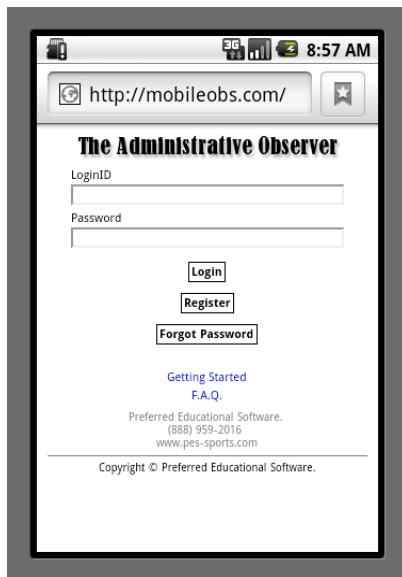 3G 8:57 AM
http://mobileobs.com/
The Administrative Observer
LoginID
Password
Login
Register
Forgot Password
Getting Started
F.A.Q.
Preferred Educational Software.
(888) 959-2016
www.pes-sports.com
Copyright © Preferred Educational Software.